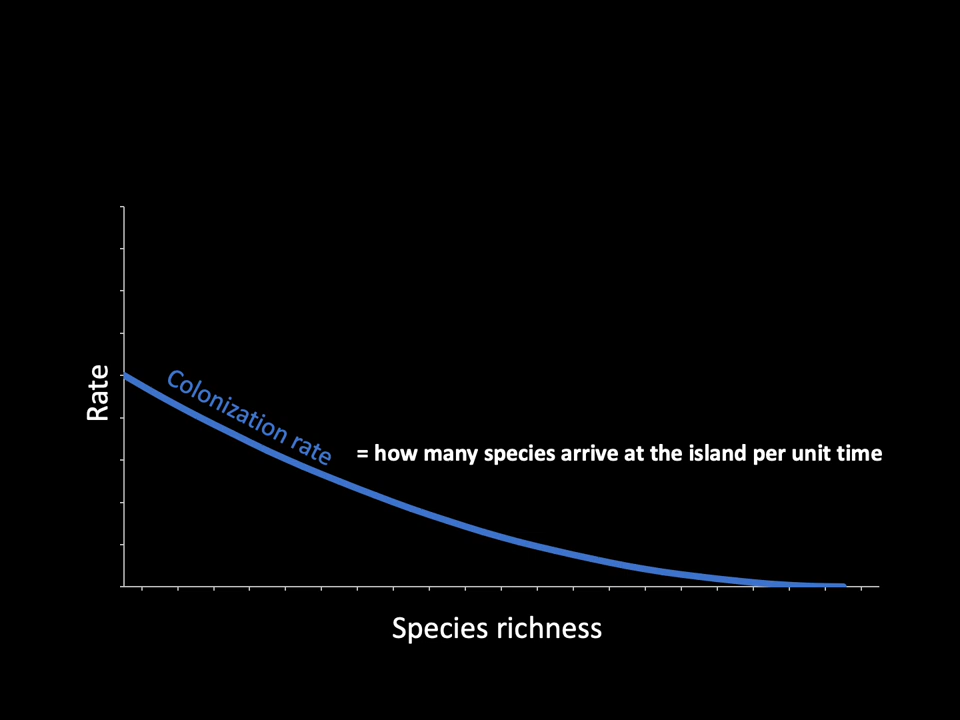 Rate
Colonization rate
= how many species arrive at the island per unit time
Species richness